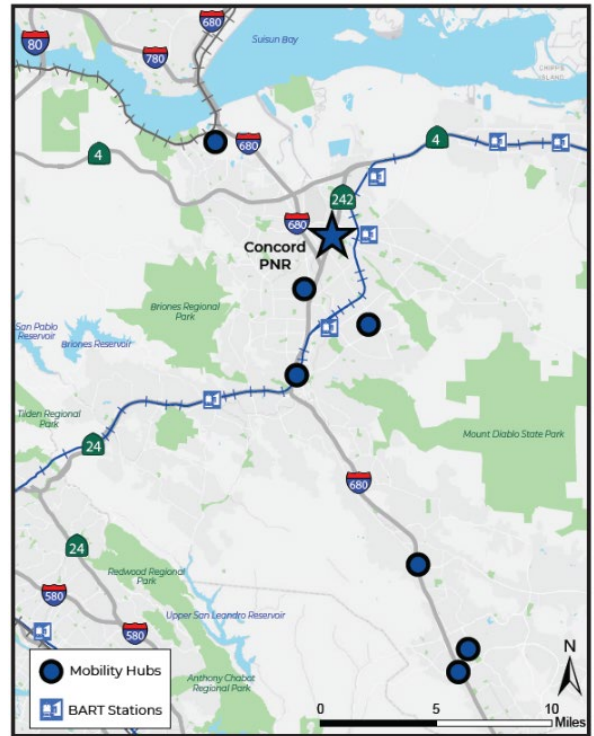 680
80
780
Suisun Bay
CHIPPS
ISLAND
4
680
4
242
680
Concord
PNR
Briones Regional
Park
San Pablo
Reservoir
Briones Reservoir
Tilden Regional
Park
24
Mount Diablo State Park
680
24
Redwood Regional
Park
580
Upper San Leandro Reservoir
580
Anthony Chabot
Regional Park
Mobility Hubs
BART Stations
N
0
5
10
Miles